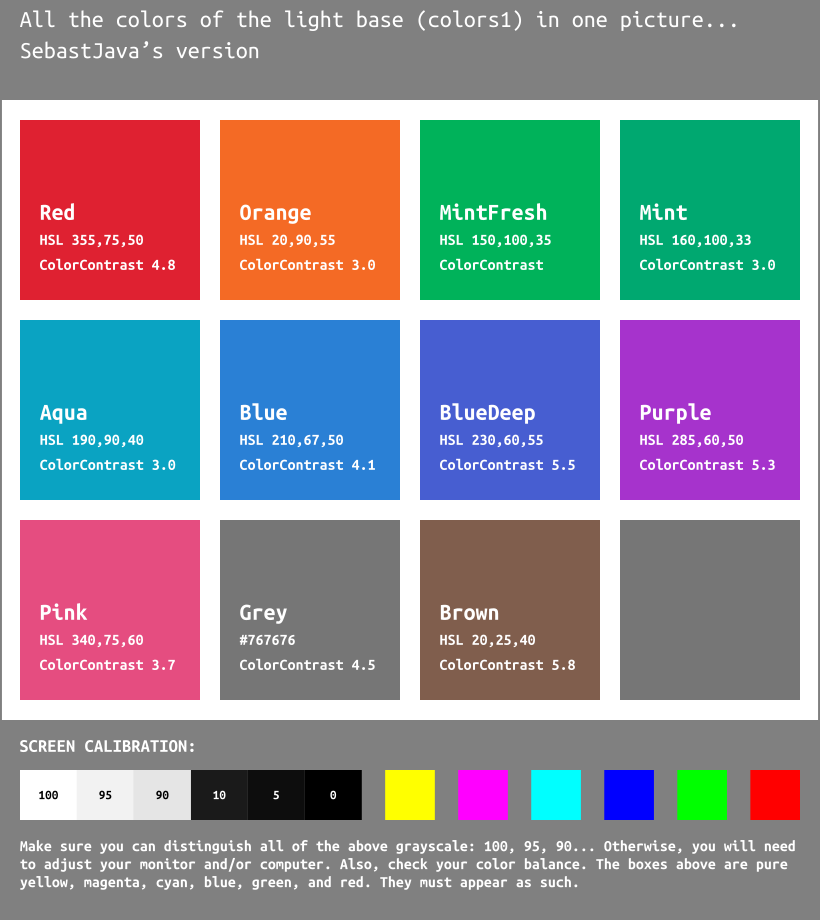 All the colors of the light base (colors1) in one picture...
SebastJava’s version
Red
HSL 355,75,50
ColorContrast 4.8
Orange
HSL 20,90,55
ColorContrast 3.0
MintFresh
HSL 150,100,35
ColorContrast
Mint
HSL 160,100,33
ColorContrast 3.0
Aqua
HSL 190,90,40
ColorContrast 3.0
Blue
HSL 210,67,50
ColorContrast 4.1
BlueDeep
HSL 230,60,55
ColorContrast 5.5
Purple
HSL 285,60,50
ColorContrast 5.3
Pink
HSL 340,75,60
ColorContrast 3.7
Grey
#767676
ColorContrast 4.5
Brown
HSL 20,25,40
ColorContrast 5.8
SCREEN CALIBRATION:
100 95 90 10 5 0
Make sure you can distinguish all of the above grayscale: 100, 95, 90... Otherwise, you will need
to adjust your monitor and/or computer. Also, check your color balance. The boxes above are pure
yellow, magenta, cyan, blue, green, and red. They must appear as such.